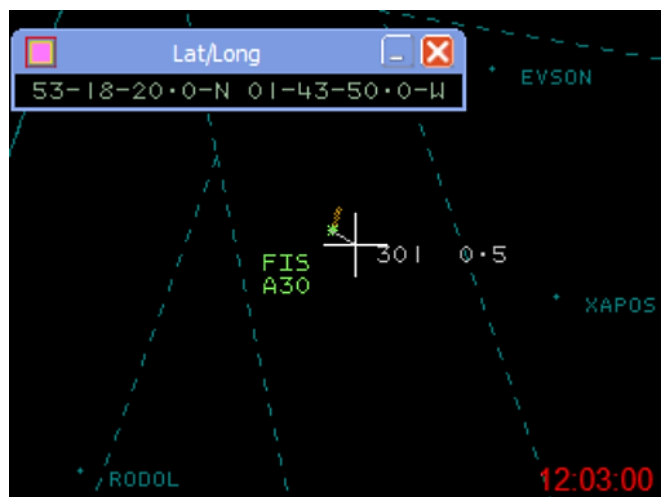 Lat/Long
53-18-20·0-N 01-43-50·0-W
EVSON
301 0·5
FIS
A30
XAPOS
RODOL
12:03:00